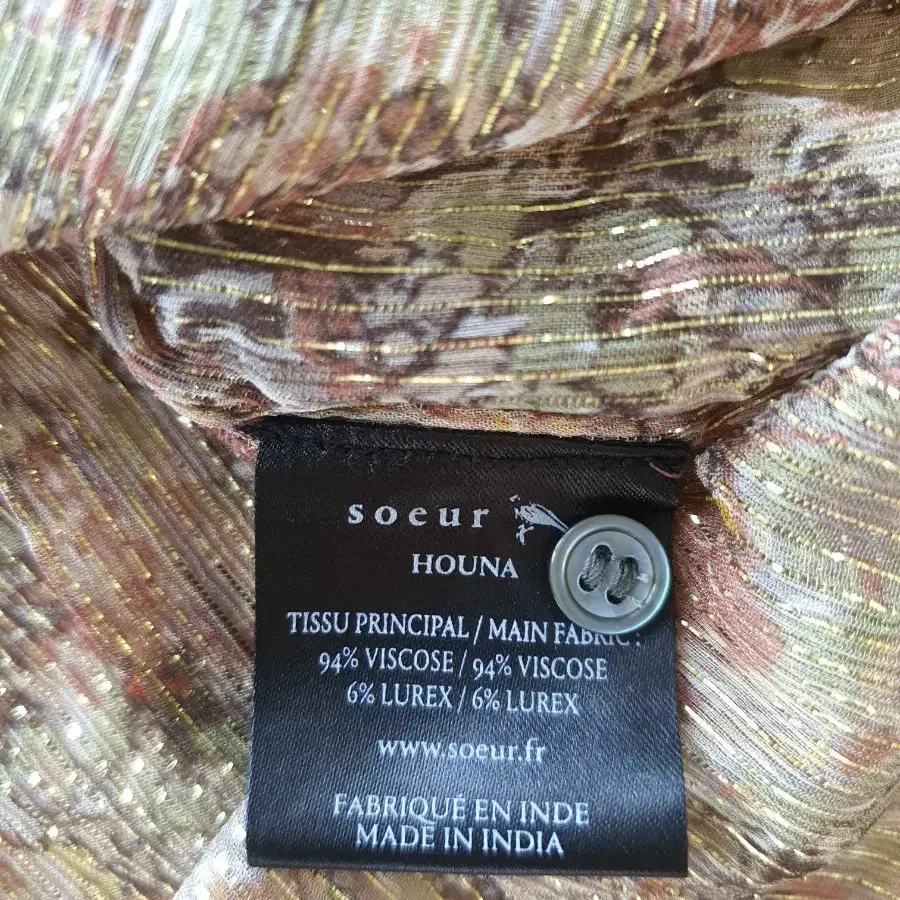 soeur
HOUNA
TISSU PRINCIPAL / MAIN FABRIC :
94% VISCOSE / 94% VISCOSE
6% LUREX / 6% LUREX
www.soeur.fr
FABRIQUÉ EN INDE
MADE IN INDIA